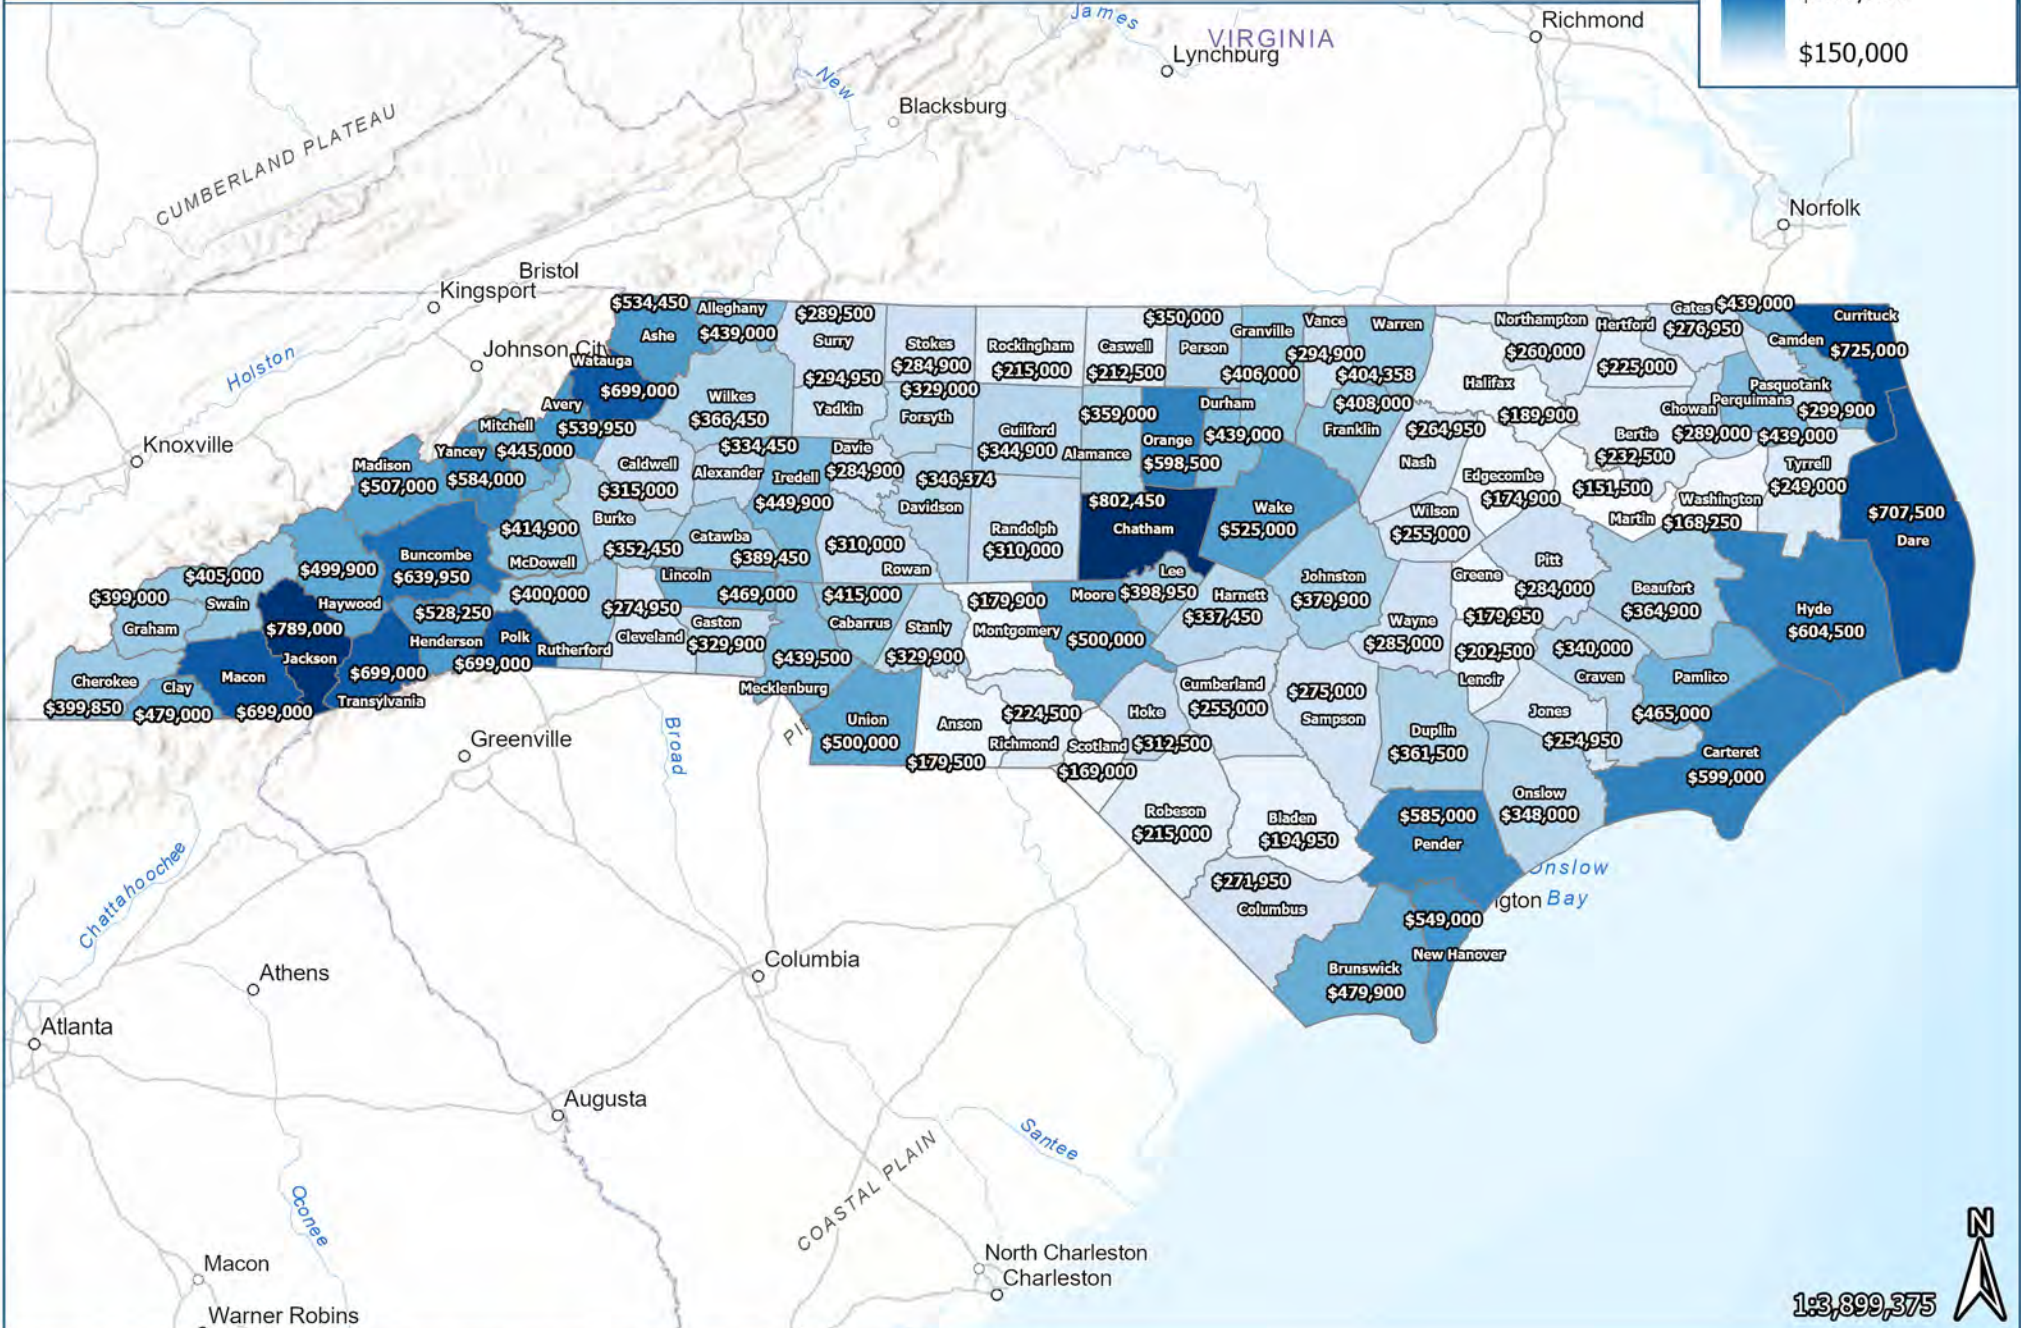 James
Richmond
VIRGINIA
Lynchburg
$150,000
New
Blacksburg
CUMBERLAND PLATEAU
Norfolk
Bristol
Kingsport
Johnson City
Holston
Knoxville
$534,450
Ashe
Alleghany
$439,000
$289,500
Surry
Stokes
$284,900
Rockingham
$215,000
Caswell
$212,500
$350,000
Person
Granville
$406,000
Vance
$294,900
Warren
$404,358
Northampton
$260,000
Hertford
$225,000
Gates
$276,950
$439,000
Camden
Currituck
$725,000
Watauga
$699,000
Wilkes
$366,450
$294,950
Yadkin
$329,000
Forsyth
Guilford
$344,900
$359,000
Alamance
Orange
$598,500
Durham
$439,000
$408,000
Franklin
Halifax
$189,900
Bertie
$232,500
Chowan
$289,000
Perquimans
$439,000
Pasquotank
$299,900
Avery
$539,950
Mitchell
$445,000
Yancey
$584,000
Madison
$507,000
Caldwell
$315,000
$334,450
Alexander
Iredell
$449,900
Davie
$284,900
$346,374
Davidson
Randolph
$310,000
$802,450
Chatham
Wake
$525,000
$264,950
Nash
Edgecombe
$174,900
Wilson
$255,000
$151,500
Martin
Washington
$168,250
Tyrrell
$249,000
$707,500
Dare
$414,900
McDowell
Burke
$352,450
Catawba
$389,450
$310,000
Rowan
Buncombe
$639,950
$499,900
Haywood
$405,000
Swain
$399,000
Graham
Cherokee
$399,850
Clay
$479,000
Macon
$699,000
$789,000
Jackson
$699,000
Transylvania
$528,250
Henderson
Polk
$699,000
$400,000
Rutherford
$274,950
Cleveland
Lincoln
$469,000
Gaston
$329,900
$439,500
Mecklenburg
$415,000
Cabarrus
Stanly
$329,900
$179,900
Montgomery
Moore
$500,000
Lee
$398,950
Harnett
$337,450
Johnston
$379,900
Wayne
$285,000
Greene
$179,950
Pitt
$284,000
Beaufort
$364,900
Hyde
$604,500
$202,500
Lenoir
$340,000
Craven
Pamlico
$465,000
Jones
$254,950
Carteret
$599,000
Union
$500,000
Anson
$179,500
$224,500
Richmond
Scotland
$169,000
Hoke
$312,500
Cumberland
$255,000
$275,000
Sampson
Duplin
$361,500
Onslow
$348,000
Robeson
$215,000
Bladen
$194,950
$585,000
Pender
$271,950
Columbus
$549,000
New Hanover
Brunswick
$479,900
Onslow
Bay
ington
Greenville
Broad
Chattahoochee
Athens
Atlanta
Columbia
Augusta
Oconee
COASTAL PLAIN
Santee
Macon
Warner Robins
North Charleston
Charleston
N
1:3,899,375